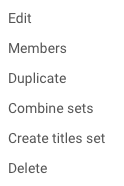 Edit
Members
Duplicate
Combine sets
Create titles set
Delete